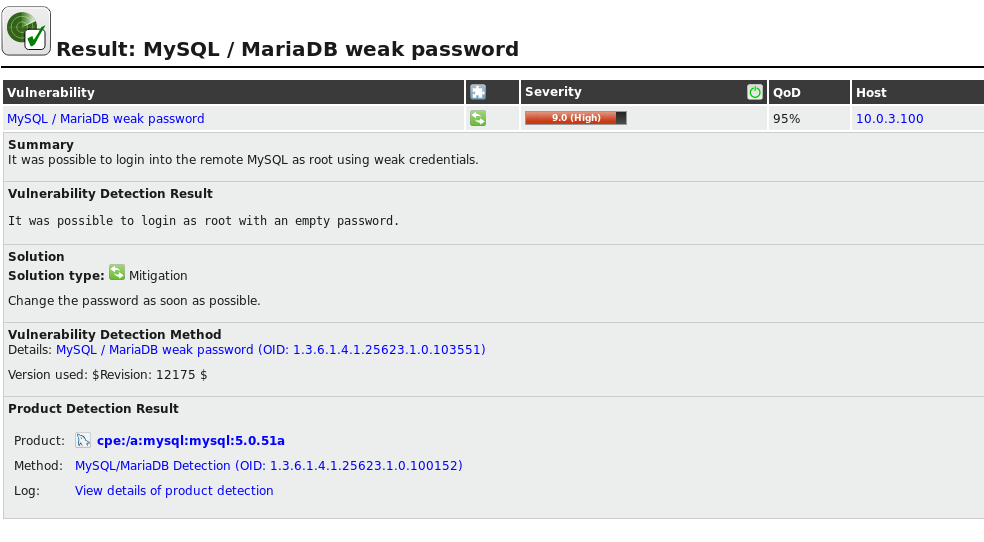 Result: MySQL / MariaDB weak password
Vulnerability Severity QoD Host
MySQL / MariaDB weak password 9.0 (High) 95% 10.0.3.100
Summary
It was possible to login into the remote MySQL as root using weak credentials.
Vulnerability Detection Result
It was possible to login as root with an empty password.
Solution
Solution type: Mitigation
Change the password as soon as possible.
Vulnerability Detection Method
Details: MySQL / MariaDB weak password (OID: 1.3.6.1.4.1.25623.1.0.103551)
Version used: $Revision: 12175 $
Product Detection Result
Product: cpe:/a:mysql:mysql:5.0.51a
Method: MySQL/MariaDB Detection (OID: 1.3.6.1.4.1.25623.1.0.100152)
Log: View details of product detection